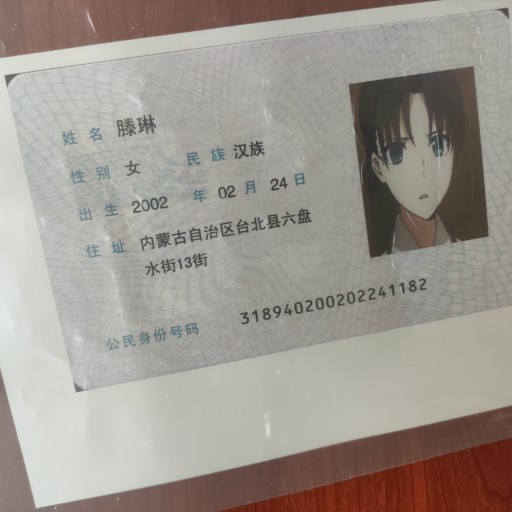 姓名 滕琳
性别 女 民族 汉族
出生 2002 年 02 月 24 日
住址 内蒙古自治区台北县六盘
水街13街
公民身份号码 318940200202241182